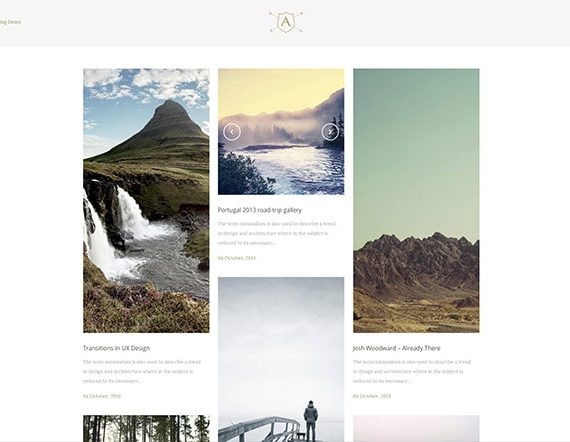 Blog Demo
A
Portugal 2013 road-trip gallery
The term minimalism is also used to describe a trend
in design and architecture where in the subject is
reduced to its necessary...
04 October, 2013
Transitions In UX Design
The term minimalism is also used to describe a trend
in design and architecture where in the subject is
reduced to its necessary...
04 October, 2013
Josh Woodward – Already There
The term minimalism is also used to describe a trend
in design and architecture where in the subject is
reduced to its necessary...
04 October, 2013